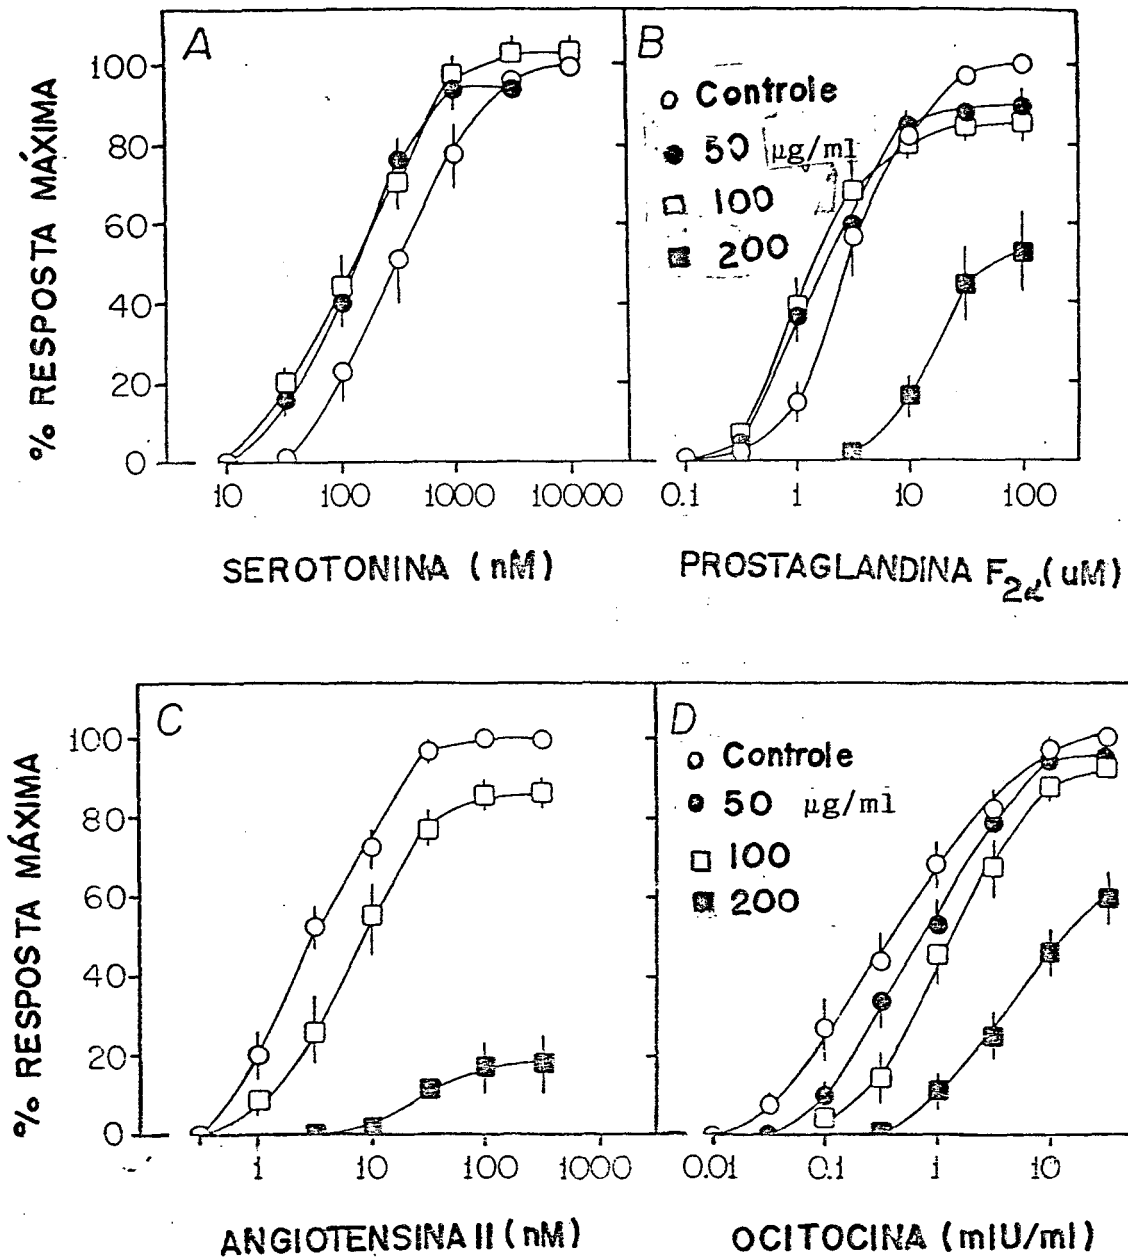 % RESPOSTA MÁXIMA
A
100
80
60
40
20
0
10 100 1000 10000
SEROTONINA (nM)
B
Controle
50 µg/ml
100
200
0.1 1 10 100
PROSTAGLANDINA F2α (uM)
% RESPOSTA MÁXIMA
C
100
80
60
40
20
0
1 10 100 1000
ANGIOTENSINA II (nM)
D
Controle
50 µg/ml
100
200
0.01 0.1 1 10
OCITOCINA (mIU/ml)